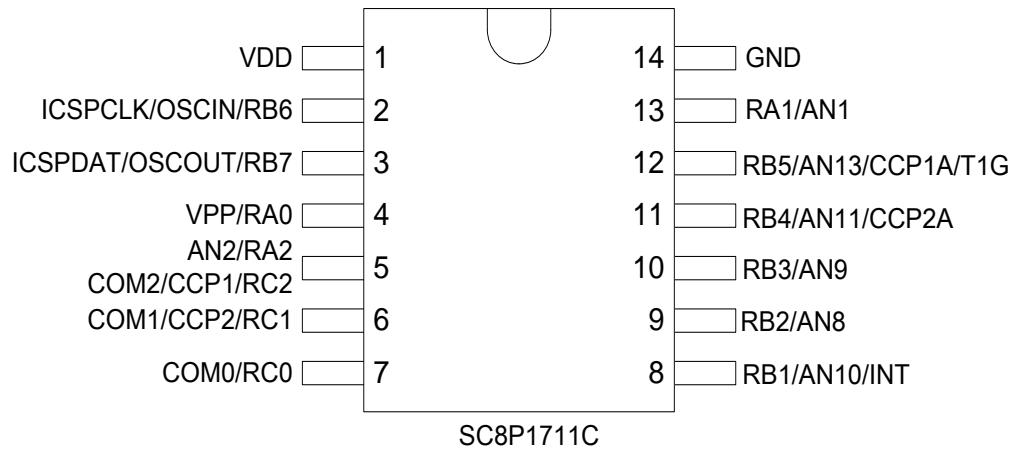 VDD 1 14 GND
ICSPCLK/OSCIN/RB6 2 13 RA1/AN1
ICSPDAT/OSCOUT/RB7 3 12 RB5/AN13/CCP1A/T1G
VPP/RA0 4 11 RB4/AN11/CCP2A
AN2/RA2
COM2/CCP1/RC2 5 10 RB3/AN9
COM1/CCP2/RC1 6 9 RB2/AN8
COM0/RC0 7 8 RB1/AN10/INT
SC8P1711C